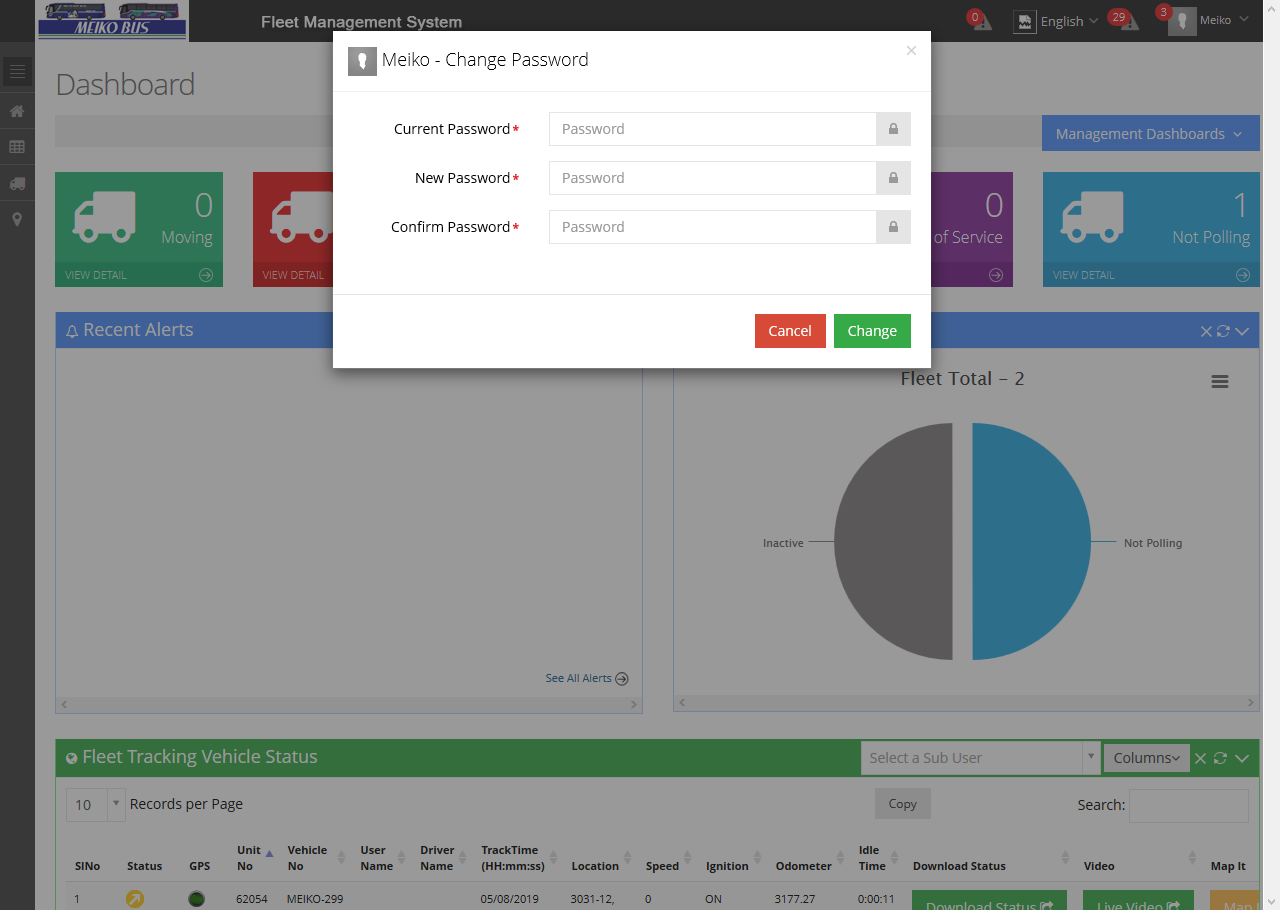 MEIKO BUS
Fleet Management System
0
English
29
3
Meiko
Meiko - Change Password
×
Dashboard
Current Password* Password
Management Dashboards
New Password* Password
Confirm Password* Password
0
Moving
VIEW DETAIL
VIEW DETAIL
0
of Service
1
Not Polling
VIEW DETAIL
Cancel Change
Recent Alerts
Fleet Total – 2
Inactive
Not Polling
See All Alerts
Fleet Tracking Vehicle Status
Select a Sub User
Columns
10 Records per Page
Copy
Search:
SlNo Status GPS Unit No Vehicle No User Name Driver Name TrackTime (HH:mm:ss) Location Speed Ignition Odometer Idle Time Download Status Video Map It
1 62054 MEIKO-299 05/08/2019 3031-12, 0 ON 3177.27 0:00:11 Download Status Live Video Map